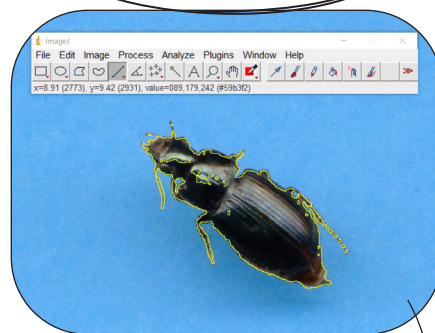 ImageJ
File Edit Image Process Analyze Plugins Window Help
A
x=8.91 (2773), y=9.42 (2931), value=089,179,242 (#59b3f2)